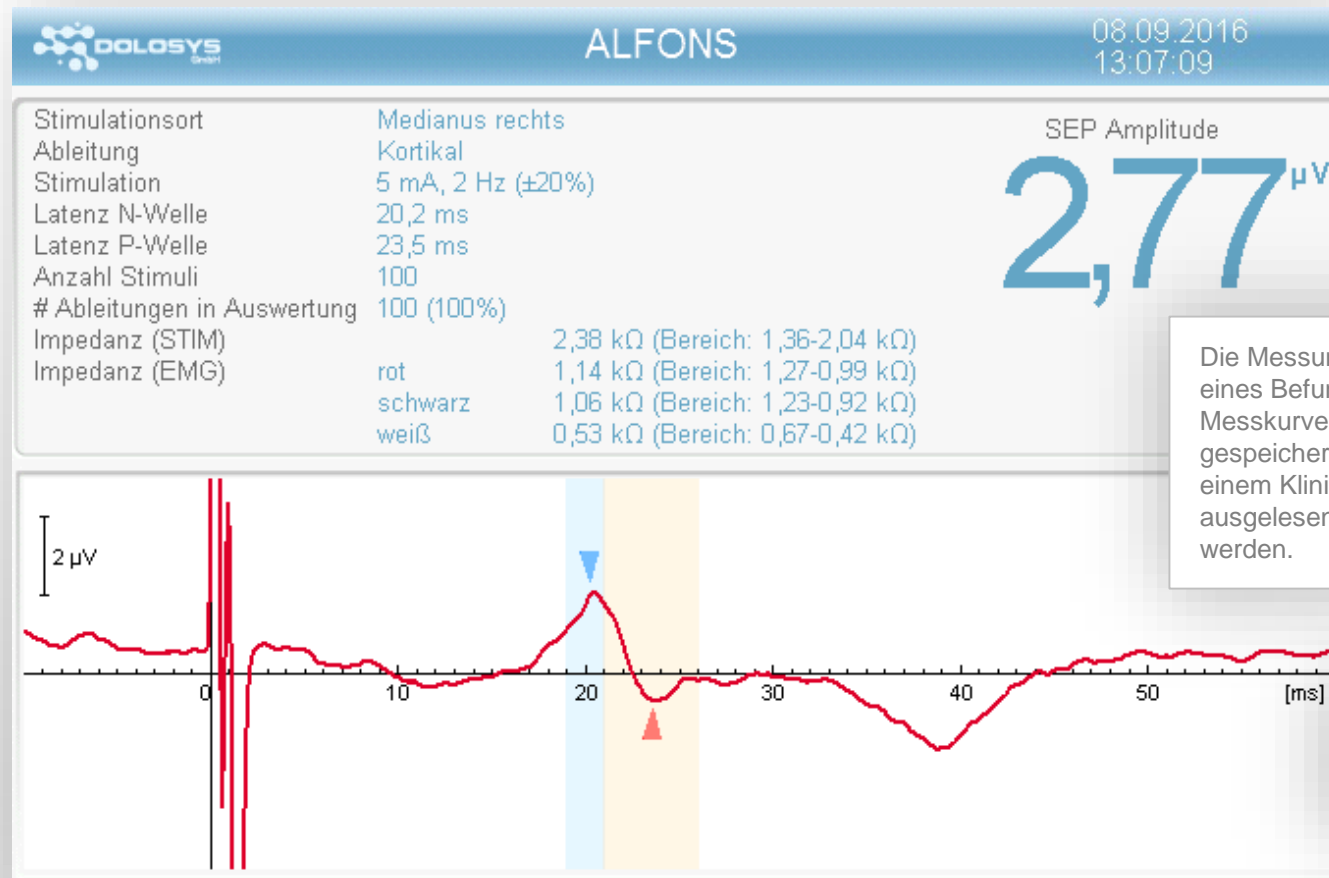 DOLOSYS
GmbH
ALFONS
08.09.2016
13:07:09
Stimulationsort Medianus rechts
Ableitung Kortikal
Stimulation 5 mA, 2 Hz (±20%)
Latenz N-Welle 20,2 ms
Latenz P-Welle 23,5 ms
Anzahl Stimuli 100
# Ableitungen in Auswertung 100 (100%)
Impedanz (STIM) 2,38 kΩ (Bereich: 1,36-2,04 kΩ)
Impedanz (EMG) rot 1,14 kΩ (Bereich: 1,27-0,99 kΩ)
schwarz 1,06 kΩ (Bereich: 1,23-0,92 kΩ)
weiß 0,53 kΩ (Bereich: 0,67-0,42 kΩ)
SEP Amplitude
2,77 µV
Die
eines
Messkurve
einem
werden.
2 µV
0 10 20 30 40 50 [ms]